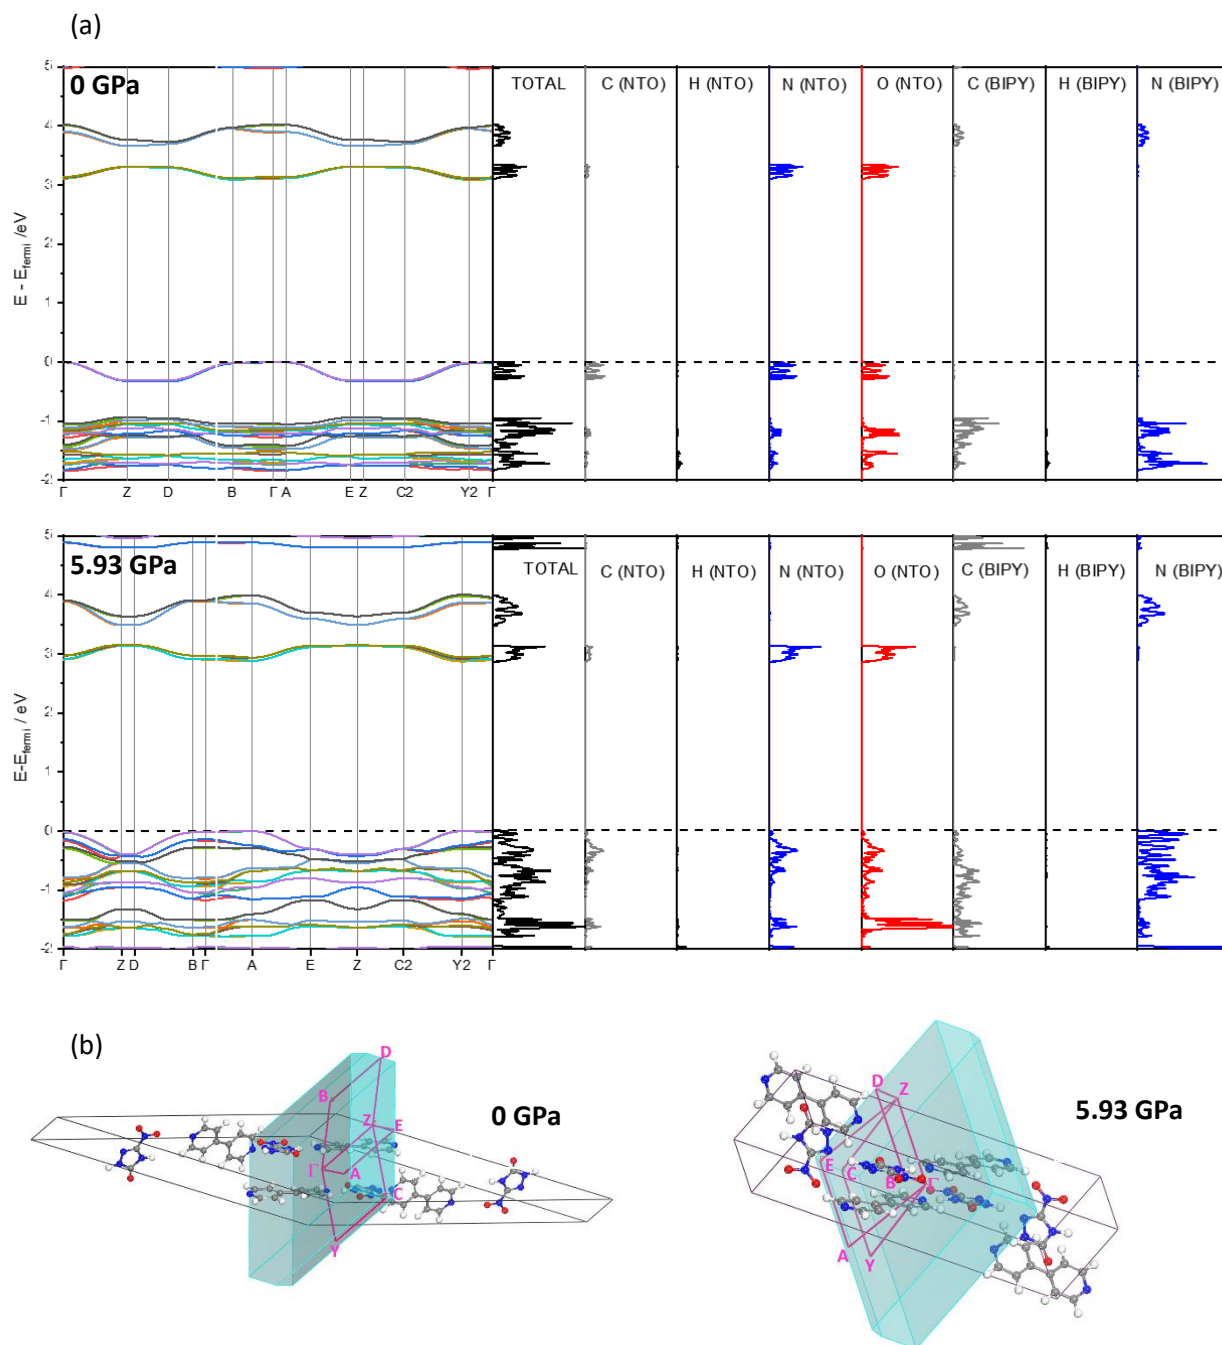 (a)
0 GPa
TOTAL C (NTO) H (NTO) N (NTO) O (NTO) C (BIPY) H (BIPY) N (BIPY)
5
4
3
2
1
0
-1
-2
E - E_fermi /eV
Γ Z D B Γ A E Z C2 Y2 Γ
5.93 GPa
TOTAL C (NTO) H (NTO) N (NTO) O (NTO) C (BIPY) H (BIPY) N (BIPY)
5
4
3
2
1
0
-1
-2
E-E_fermi / eV
Γ Z D B Γ A E Z C2 Y2 Γ
(b)
0 GPa
D
B
Z E
Γ A
C
Y
5.93 GPa
D Z
E C B Γ
A Y